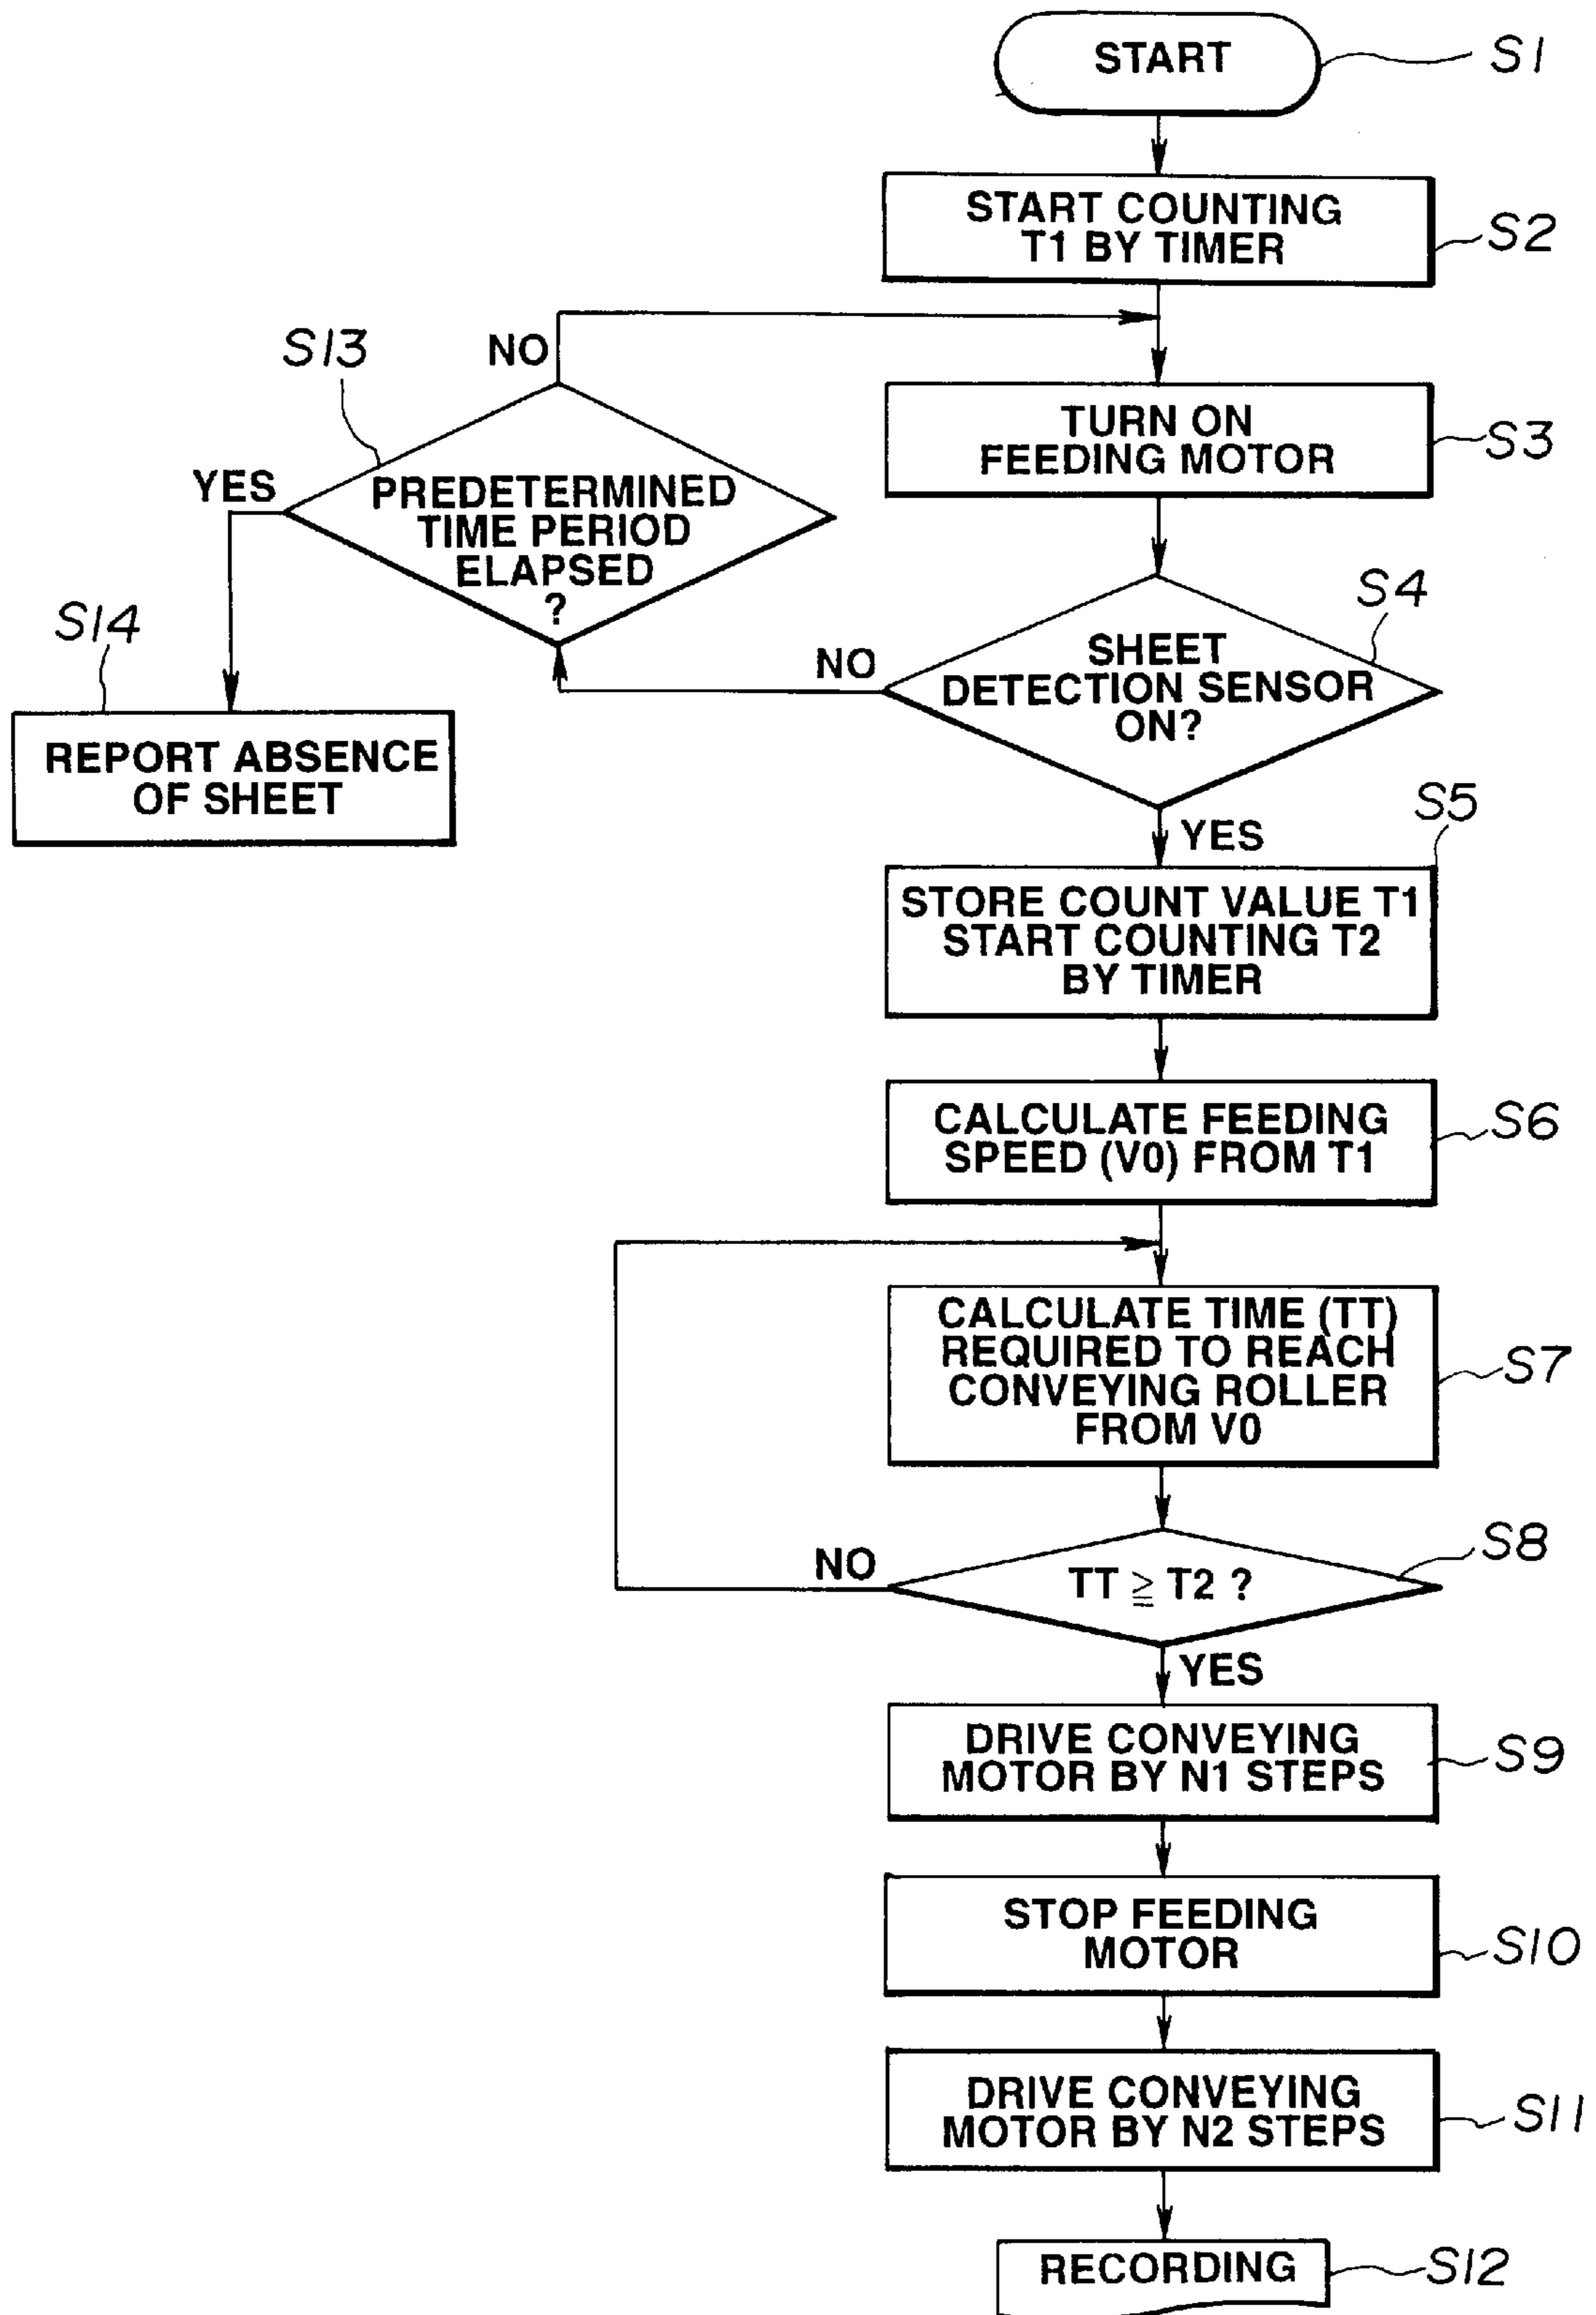 START
S1
START COUNTING
T1 BY TIMER
S2
S13
NO
TURN ON
FEEDING MOTOR
S3
YES
PREDETERMINED
TIME PERIOD
ELAPSED
?
S14
REPORT ABSENCE
OF SHEET
NO
S4
SHEET
DETECTION SENSOR
ON?
YES
S5
STORE COUNT VALUE T1
START COUNTING T2
BY TIMER
CALCULATE FEEDING
SPEED (V0) FROM T1
S6
CALCULATE TIME (TT)
REQUIRED TO REACH
CONVEYING ROLLER
FROM V0
S7
NO
TT ≧ T2 ?
S8
YES
DRIVE CONVEYING
MOTOR BY N1 STEPS
S9
STOP FEEDING
MOTOR
S10
DRIVE CONVEYING
MOTOR BY N2 STEPS
S11
RECORDING
S12